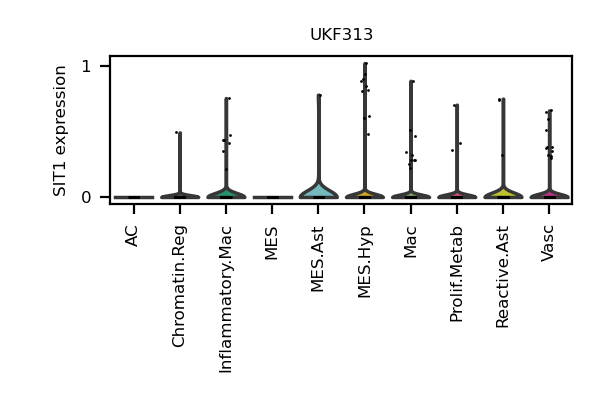 UKF313
SIT1 expression
1
0
AC
Chromatin.Reg
Inflammatory.Mac
MES
MES.Ast
MES.Hyp
Mac
Prolif.Metab
Reactive.Ast
Vasc